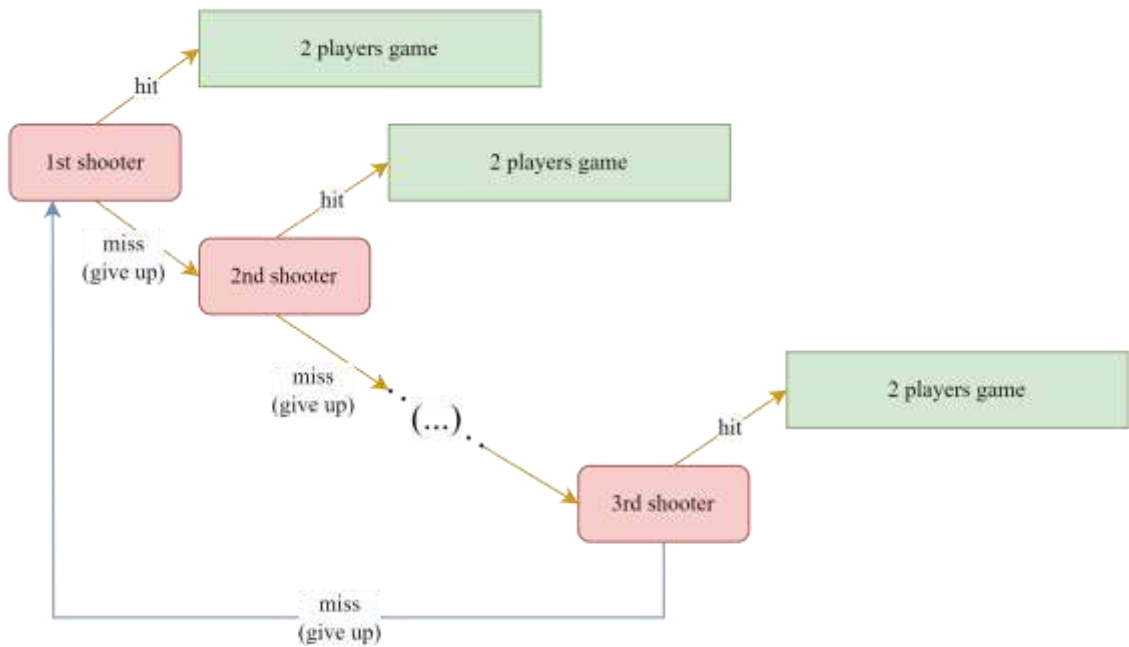 2 players game
hit
1st shooter
2 players game
hit
miss
(give up)
2nd shooter
miss
(give up)
(...)
2 players game
hit
3rd shooter
miss
(give up)